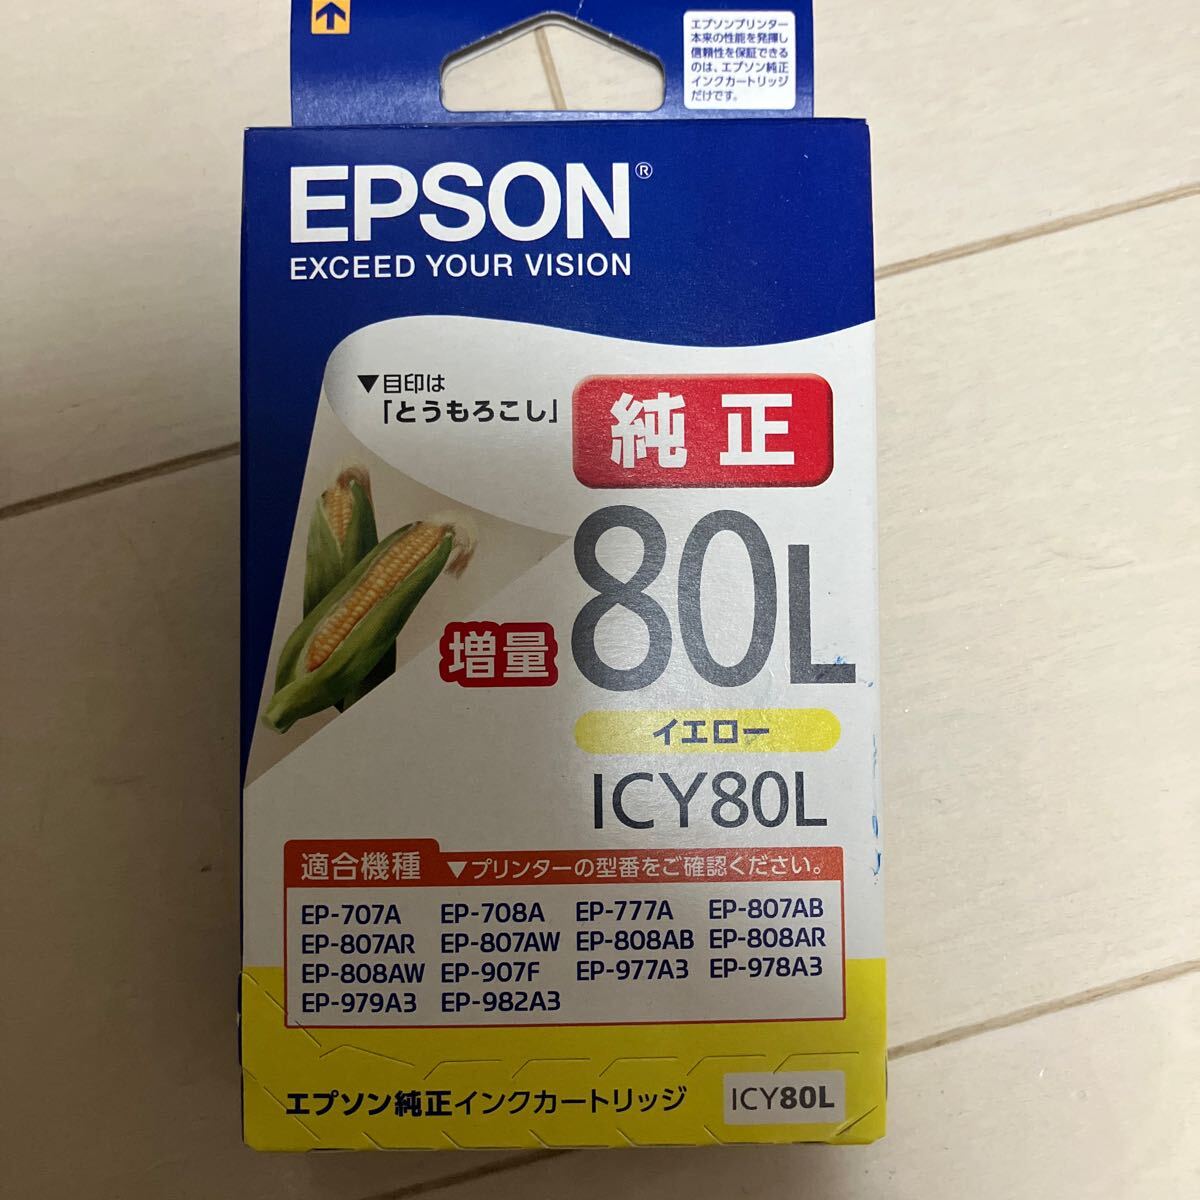 エプソンプリンター
本来の性能を発揮し
信頼性を保証できる
のは、エプソン純正
インクカートリッジ
だけです。
EPSON®
EXCEED YOUR VISION
▼目印は
「とうもろこし」
純正
80L
増量
イエロー
ICY80L
適合機種 ▼プリンターの型番をご確認ください。
EP-707A EP-708A EP-777A EP-807AB
EP-807AR EP-807AW EP-808AB EP-808AR
EP-808AW EP-907F EP-977A3 EP-978A3
EP-979A3 EP-982A3
エプソン純正インクカートリッジ ICY80L